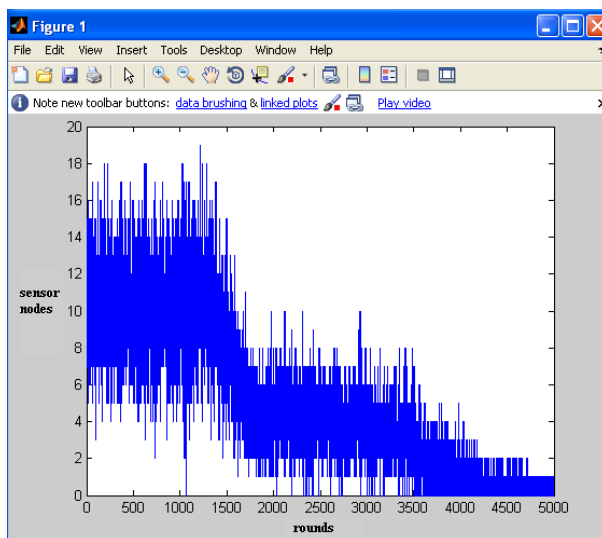 Figure 1
File Edit View Insert Tools Desktop Window Help
Note new toolbar buttons: data brushing & linked plots Play video
20
18
16
14
12
10
8
6
4
2
0
sensor
nodes
0 500 1000 1500 2000 2500 3000 3500 4000 4500 5000
rounds